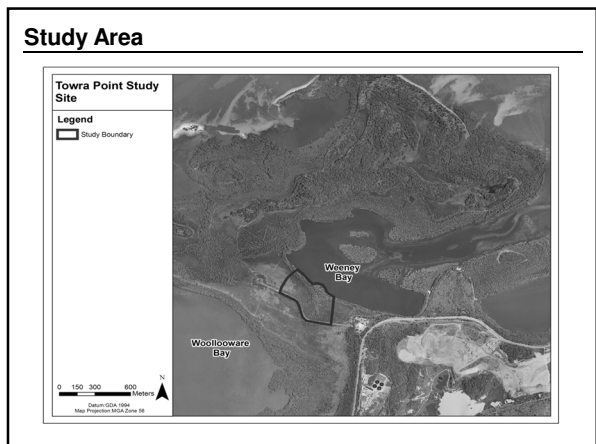 Study Area
Towra Point Study
Site
Legend
Study Boundary
Weeney
Bay
Woollooware
Bay
N
0 150 300 600
Meters
Datum:GDA 1994
Map Projection:MGA Zone 56